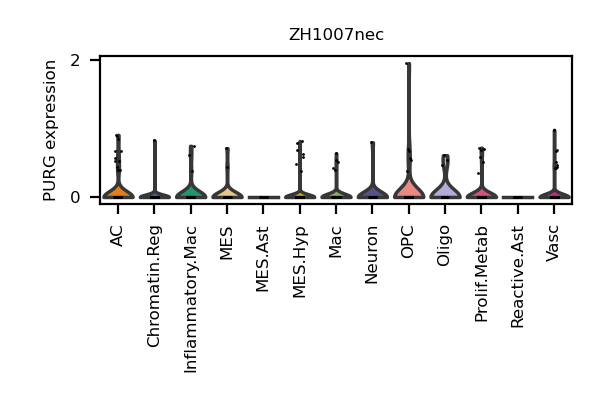 ZH1007nec
PURG expression
2
0
AC
Chromatin.Reg
Inflammatory.Mac
MES
MES.Ast
MES.Hyp
Mac
Neuron
OPC
Oligo
Prolif.Metab
Reactive.Ast
Vasc